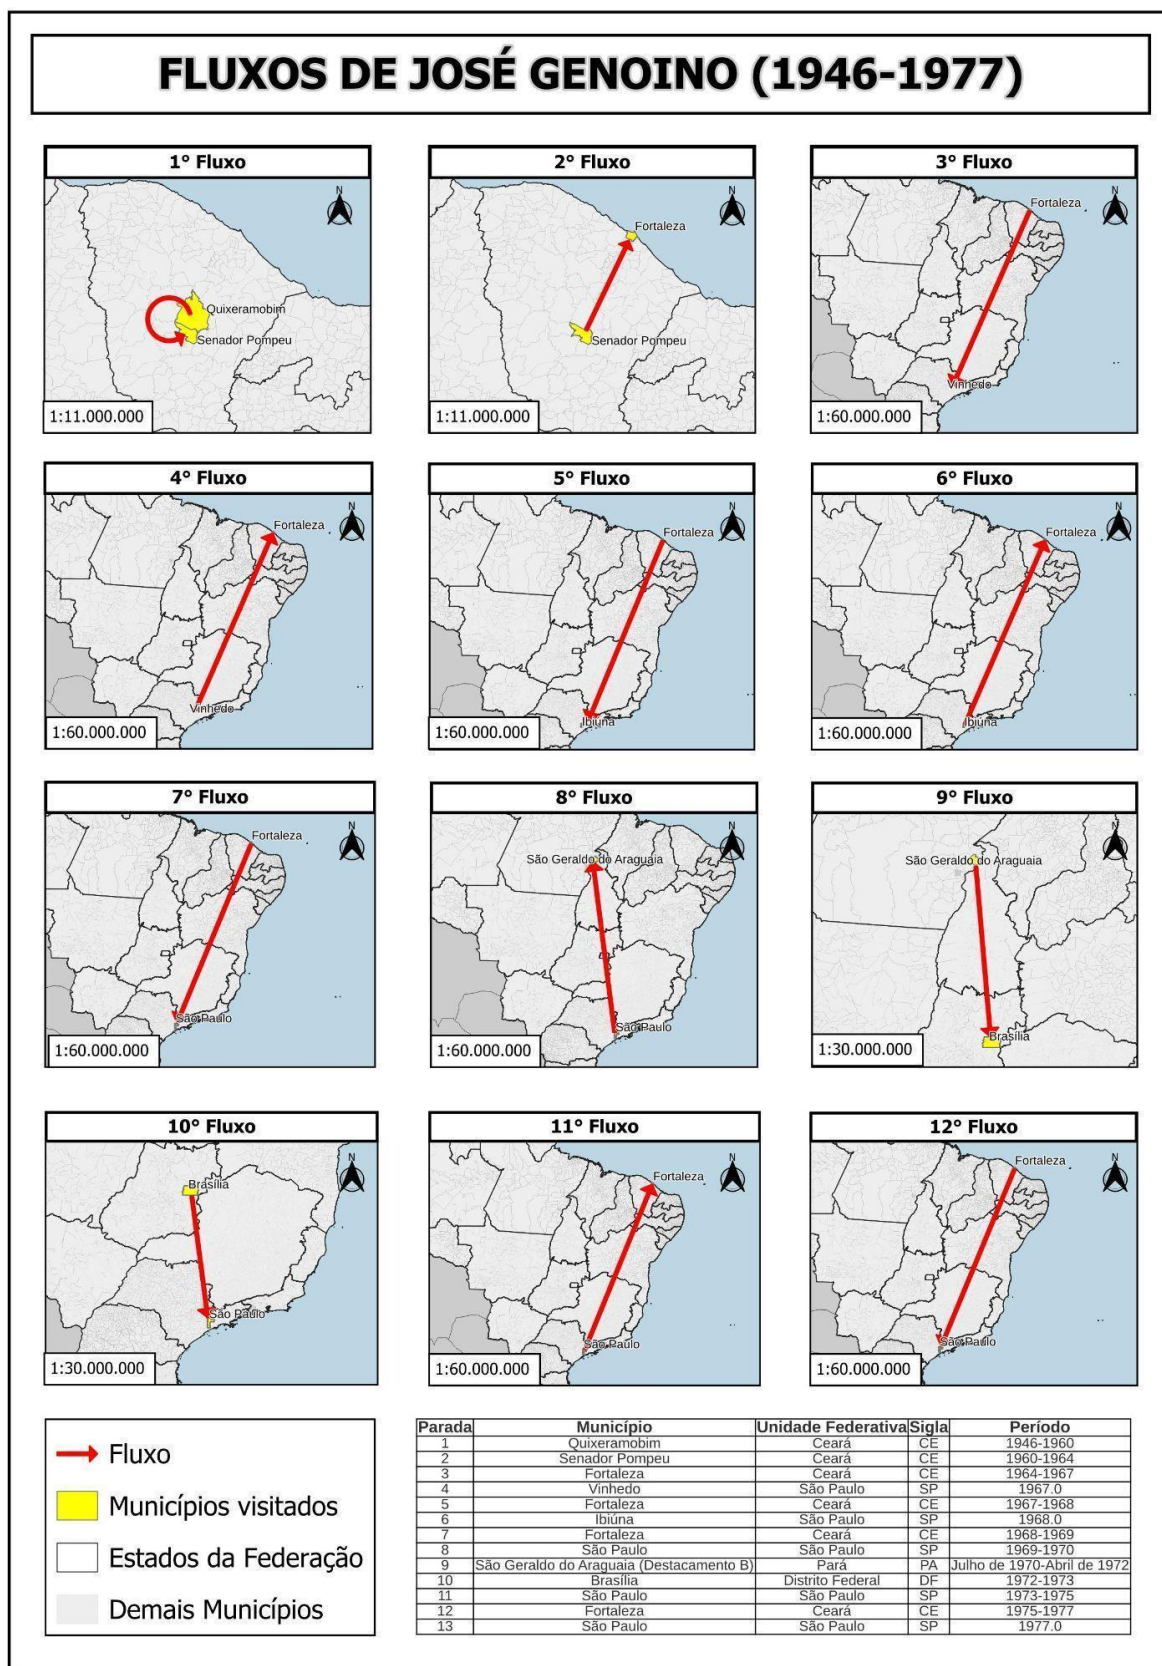 FLUXOS DE JOSÉ GENOINO (1946-1977)
1° Fluxo
N
Quixeramobim
Senador Pompeu
1:11.000.000
2° Fluxo
N
Fortaleza
Senador Pompeu
1:11.000.000
3° Fluxo
N
Fortaleza
Vinhedo
1:60.000.000
4° Fluxo
N
Fortaleza
Vinhedo
1:60.000.000
5° Fluxo
N
Fortaleza
Ibiúna
1:60.000.000
6° Fluxo
N
Fortaleza
Ibiúna
1:60.000.000
7° Fluxo
N
Fortaleza
São Paulo
1:60.000.000
8° Fluxo
N
São Geraldo do Araguaia
São Paulo
1:60.000.000
9° Fluxo
N
São Geraldo do Araguaia
Brasília
1:30.000.000
10° Fluxo
N
Brasília
São Paulo
1:30.000.000
11° Fluxo
N
Fortaleza
São Paulo
1:60.000.000
12° Fluxo
N
Fortaleza
São Paulo
1:60.000.000
Fluxo
Municípios visitados
Estados da Federação
Demais Municípios
Parada Município Unidade Federativa Sigla Período
1 Quixeramobim Ceará CE 1946-1960
2 Senador Pompeu Ceará CE 1960-1964
3 Fortaleza Ceará CE 1964-1967
4 Vinhedo São Paulo SP 1967.0
5 Fortaleza Ceará CE 1967-1968
6 Ibiúna São Paulo SP 1968.0
7 Fortaleza Ceará CE 1968-1969
8 São Paulo São Paulo SP 1969-1970
9 São Geraldo do Araguaia (Destacamento B) Pará PA Julho de 1970-Abril de 1972
10 Brasília Distrito Federal DF 1972-1973
11 São Paulo São Paulo SP 1973-1975
12 Fortaleza Ceará CE 1975-1977
13 São Paulo São Paulo SP 1977.0